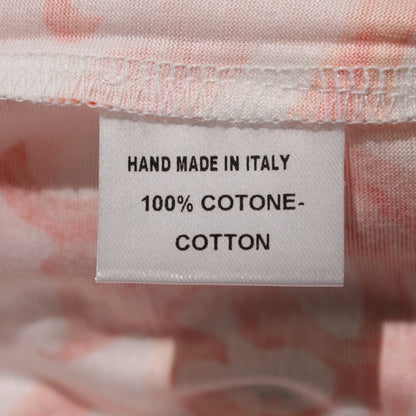 HAND MADE IN ITALY
100% COTONE-
COTTON